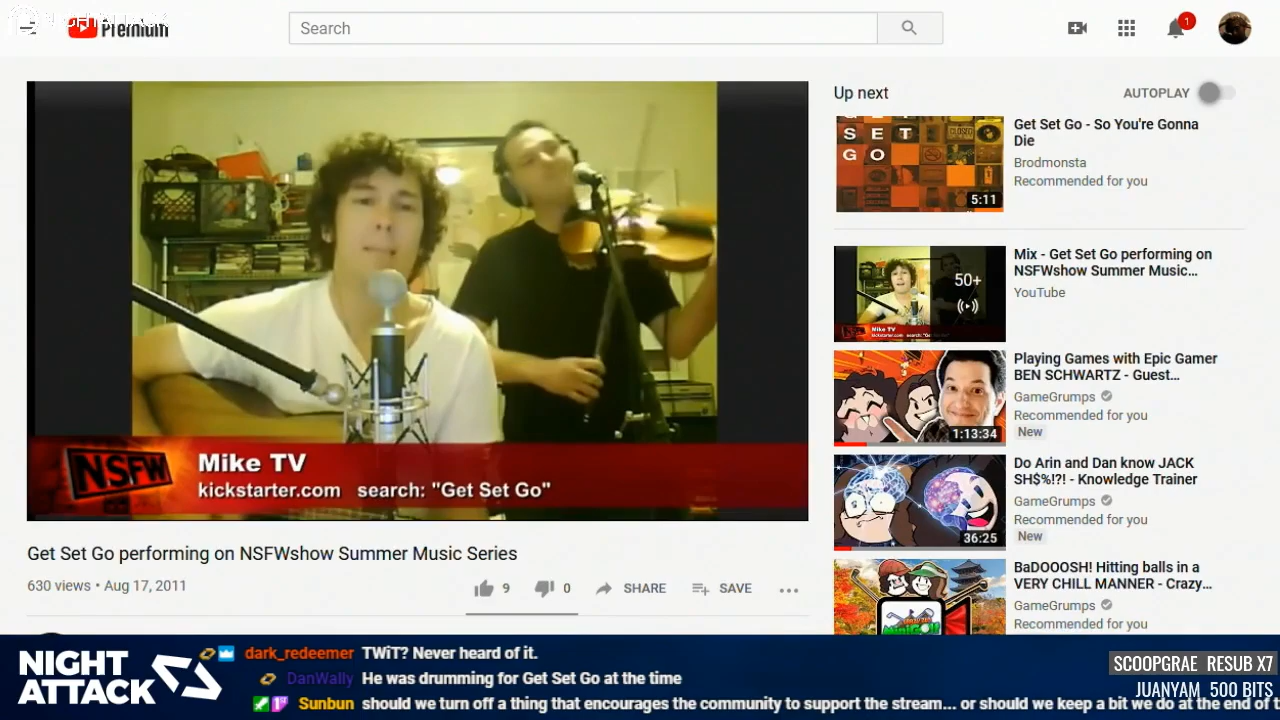 Premium
Search
1
Up next
AUTOPLAY
SET
GO
CLOSED
5:11
Get Set Go - So You're Gonna
Die
Brodmonsta
Recommended for you
50+
Mike TV
Mix - Get Set Go performing on
NSFWshow Summer Music...
YouTube
1:13:34
Playing Games with Epic Gamer
BEN SCHWARTZ - Guest...
GameGrumps
Recommended for you
New
36:25
Do Arin and Dan know JACK
SH$%!?! - Knowledge Trainer
GameGrumps
Recommended for you
New
BaDOOOSH! Hitting balls in a
VERY CHILL MANNER - Crazy...
GameGrumps
Recommended for you
NSFW
Mike TV
kickstarter.com search: "Get Set Go"
Get Set Go performing on NSFWshow Summer Music Series
630 views • Aug 17, 2011
9
0
SHARE
SAVE
NIGHT
ATTACK
dark_redeemer TWiT? Never heard of it.
DanWally He was drumming for Get Set Go at the time
Sunbun should we turn off a thing that encourages the community to support the stream... or should we keep a bit we do at the end of
SCOOPGRAE RESUB X7
JUANYAM 500 BITS